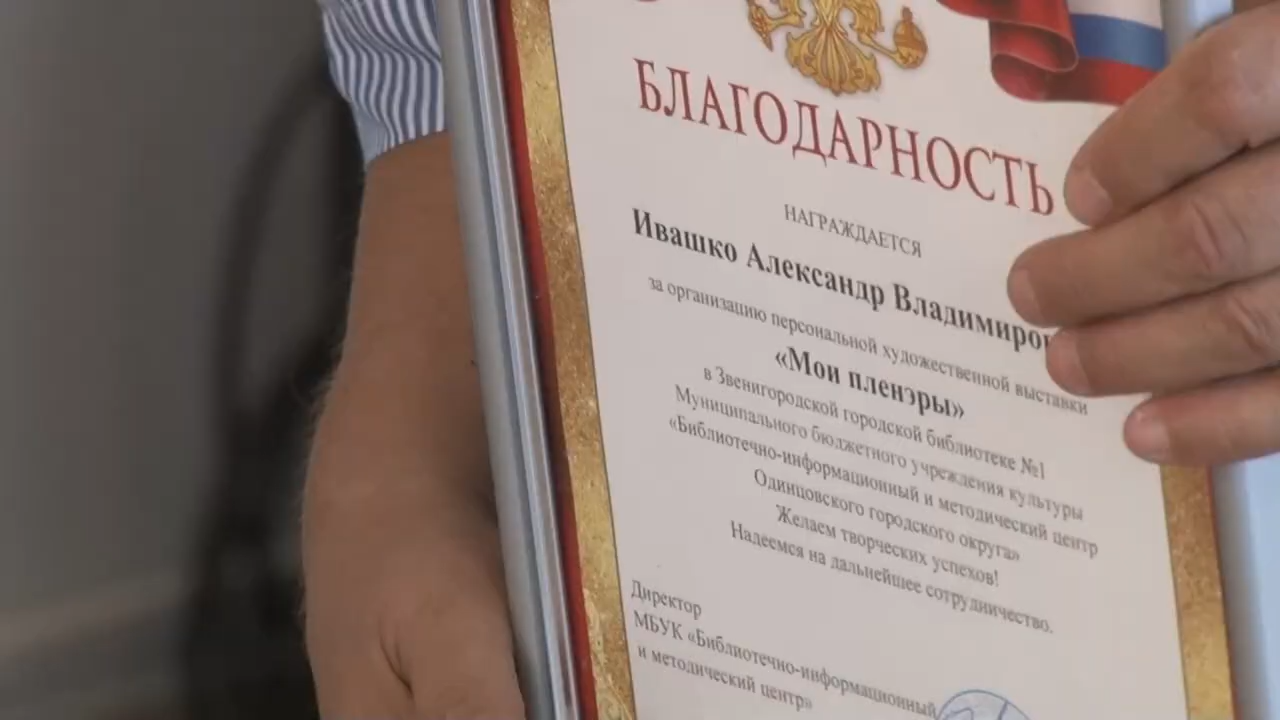 БЛАГОДАРНОСТЬ
НАГРАЖДАЕТСЯ
Ивашко Александр Владимиров
за организацию персональной художественной выставки
«Мои пленэры»
в Звенигородской городской библиотеке №1
Муниципального бюджетного учреждения культуры
«Библиотечно-информационный и методический центр
Одинцовского городского округа»
Желаем творческих успехов!
Надеемся на дальнейшее сотрудничество.
Директор
МБУК «Библиотечно-информационный
и методический центр»